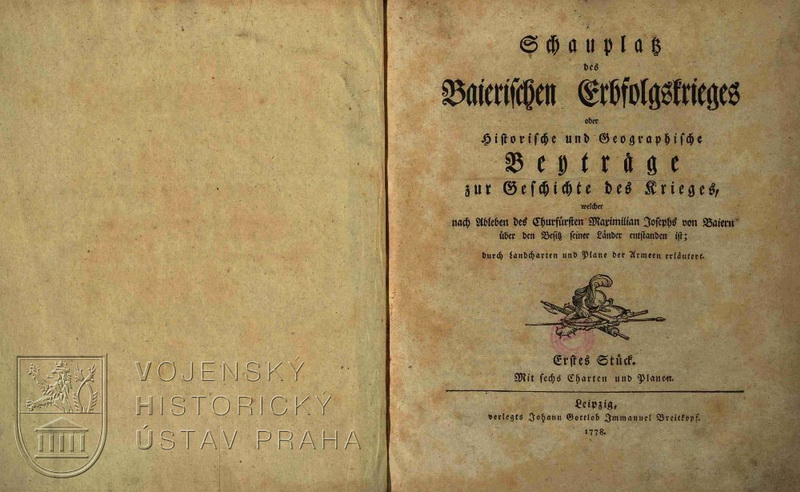 VOJENSKÝ
HISTORICKÝ
ÚSTAV PRAHA
Schauplatz
des
Baierischen Erbfolgskrieges
oder
Historische und Geographische
Beyträge
zur Geschichte des Krieges,
welcher
nach Ableben des Churfürsten Maximilian Josephs von Baiern
über den Besitz seiner Länder entstanden ist;
durch Landcharten und Plane der Armeen erläutert.
Erstes Stück.
Mit sechs Charten und Planen.
Leipzig,
verlegts Johann Gottlob Immanuel Breitkopf.
1778.